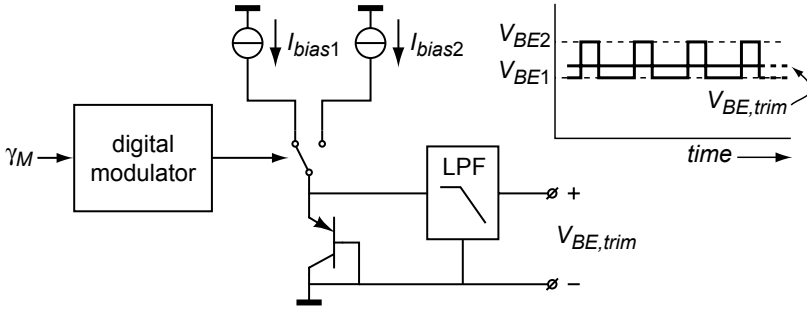 I_bias1
I_bias2
V_BE2
V_BE1
V_BE,trim
time
γ_M
digital
modulator
LPF
+
V_BE,trim
−